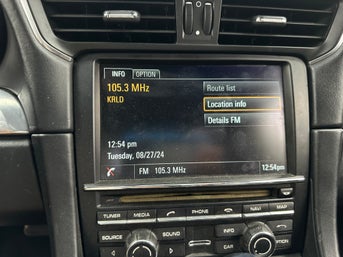 INFO OPTION
105.3 MHz
KRLD
Route list
Location info
Details FM
12:54 pm
Tuesday, 08/27/24
FM 105.3 MHz 12:54pm
TUNER MEDIA PHONE NAVI MAP
SOURCE SOUND INFO OPTION
CAR